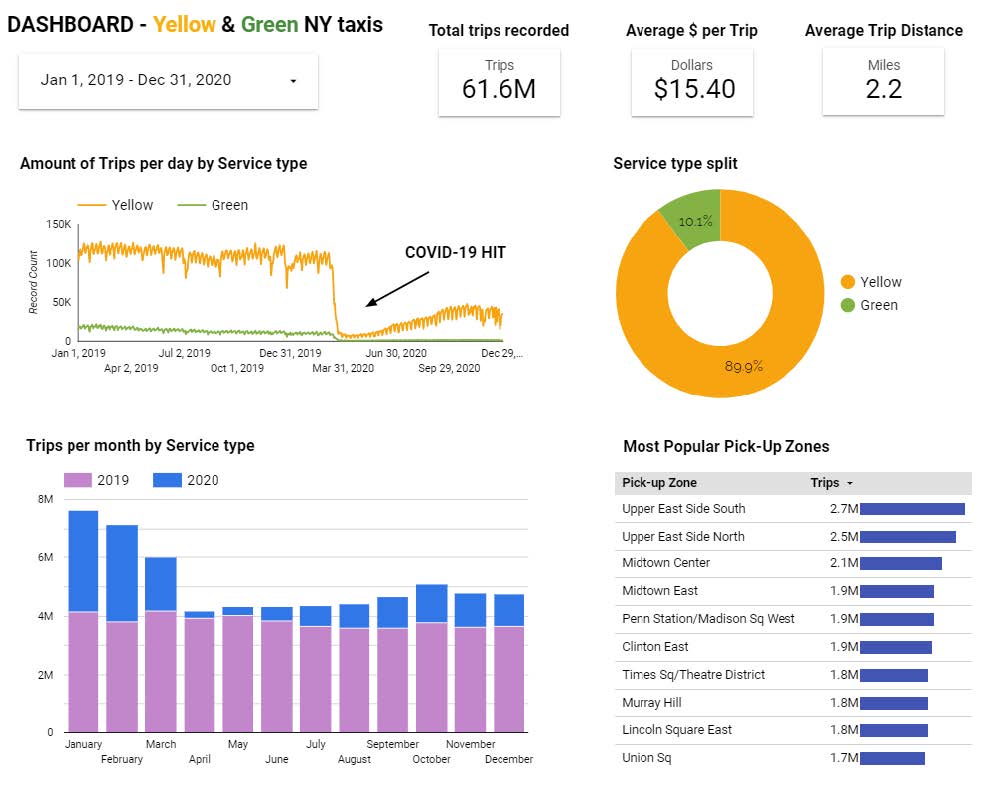 DASHBOARD - Yellow & Green NY taxis
Jan 1, 2019 - Dec 31, 2020
Total trips recorded
Trips
61.6M
Average $ per Trip
Dollars
$15.40
Average Trip Distance
Miles
2.2
Amount of Trips per day by Service type
Yellow Green
Record Count
150K
100K
50K
0
COVID-19 HIT
Jan 1, 2019 Jul 2, 2019 Dec 31, 2019 Jun 30, 2020 Dec 29,...
Apr 2, 2019 Oct 1, 2019 Mar 31, 2020 Sep 29, 2020
Service type split
10.1%
89.9%
Yellow
Green
Trips per month by Service type
2019 2020
8M
6M
4M
2M
0
January March May July September November
February April June August October December
Most Popular Pick-Up Zones
Pick-up Zone Trips
Upper East Side South 2.7M
Upper East Side North 2.5M
Midtown Center 2.1M
Midtown East 1.9M
Penn Station/Madison Sq West 1.9M
Clinton East 1.9M
Times Sq/Theatre District 1.8M
Murray Hill 1.8M
Lincoln Square East 1.8M
Union Sq 1.7M